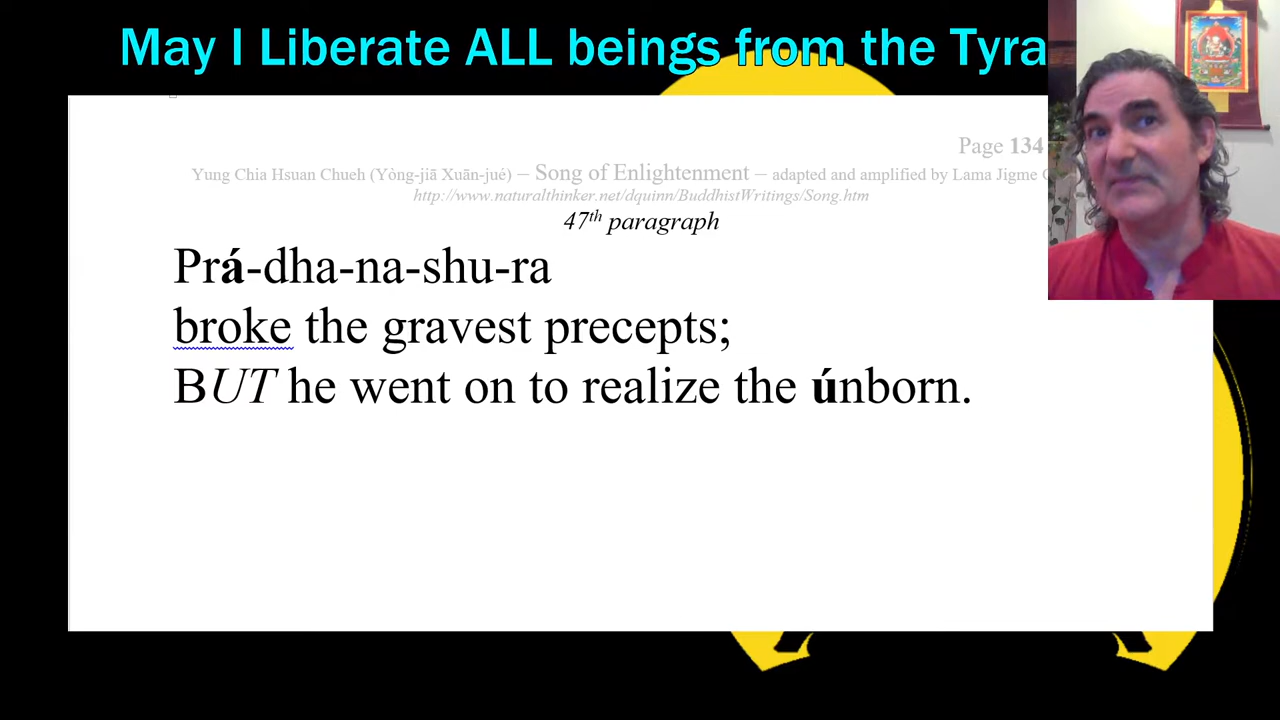 May I Liberate ALL beings from the Tyra
Page 134
Yung Chia Hsuan Chueh (Yòng-jiā Xuān-jué) – Song of Enlightenment – adapted and amplified by Lama Jigme
http://www.naturalthinker.net/dquinn/BuddhistWritings/Song.htm
47th paragraph
Prá-dha-na-shu-ra
broke the gravest precepts;
BUT he went on to realize the únborn.